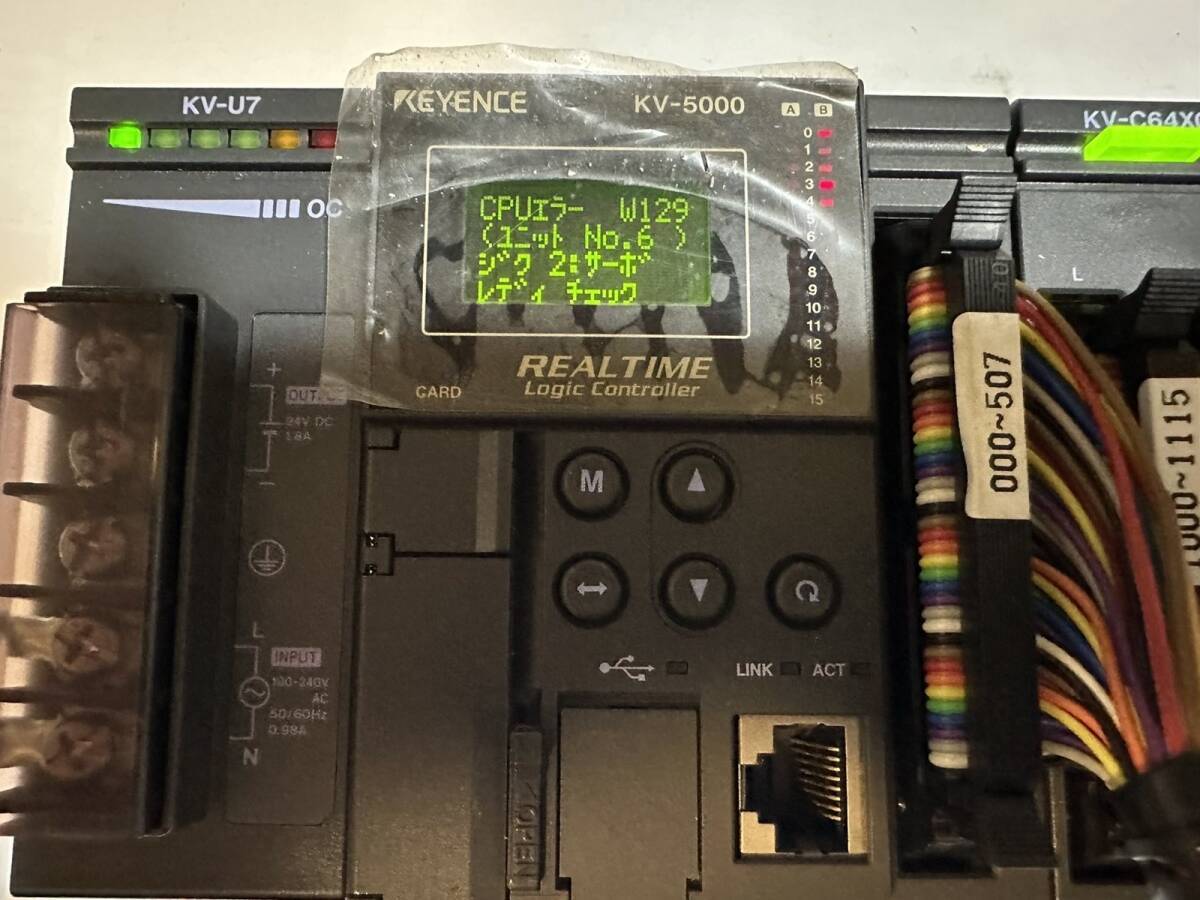 KV-U7
OC
KEYENCE
KV-5000
A B
0
1
2
3
4
5
6
7
8
9
10
11
12
13
14
15
CPUエラー W129
(ユニット No.6 )
ジク 2:サーボ
レディ チェック
REALTIME
Logic Controller
CARD
KV-C64X
L
+
24V DC
1.8A
-
L
INPUT
100-240V
AC
50/60Hz
0.98A
N
M
LINK
ACT
OPEN
000~507
000~1115